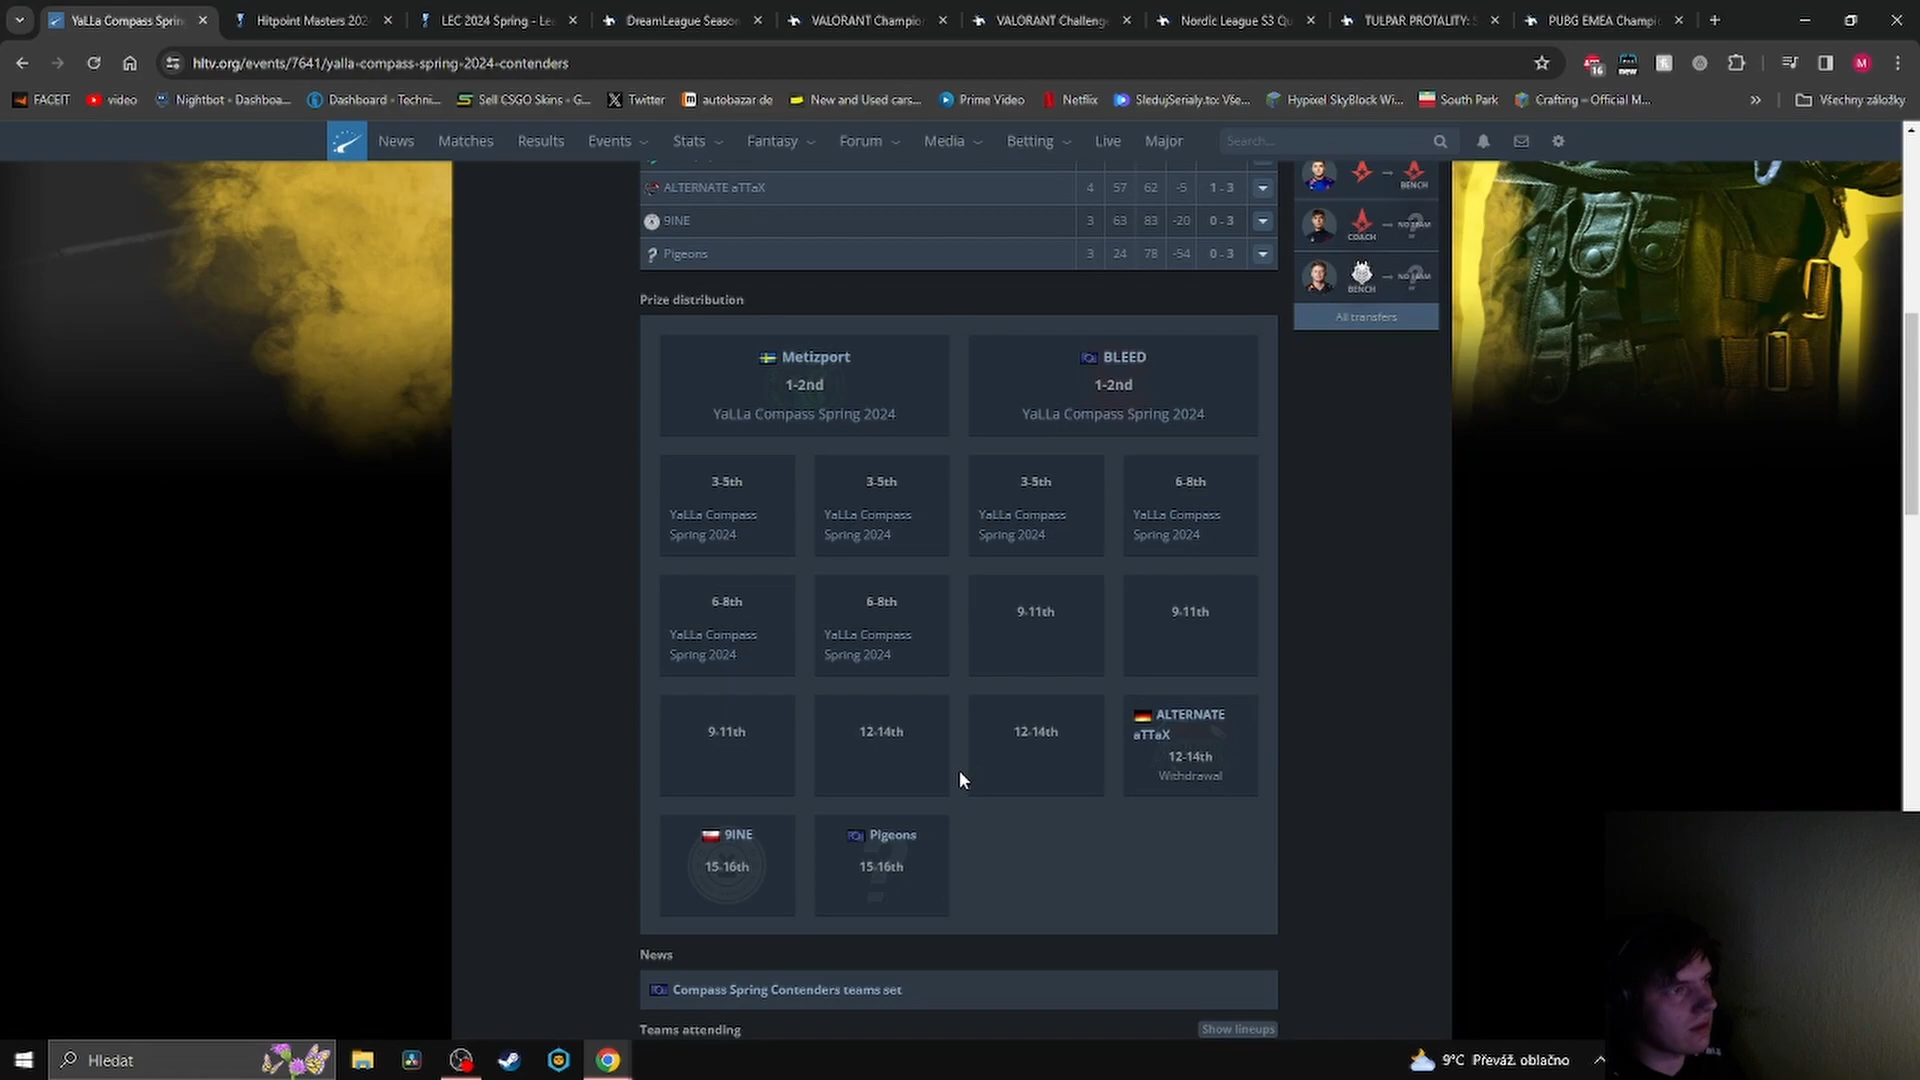 YaLLa Compass Sprin
Hitpoint Masters 202
LEC 2024 Spring - Le
DreamLeague Season
VALORANT Champio
VALORANT Challenge
Nordic League S3 Qu
TULPAR PROTALITY: S
PUBG EMEA Champi
hltv.org/events/7641/yalla-compass-spring-2024-contenders
16
new
M
FACEIT
video
Nightbot - Dashboa...
Dashboard - Techni...
Sell CSGO Skins - G...
Twitter
autobazar de
New and Used cars...
Prime Video
Netflix
SledujSerialy.to: Vše...
Hypixel SkyBlock Wi...
South Park
Crafting – Official M...
Všechny záložky
News
Matches
Results
Events
Stats
Fantasy
Forum
Media
Betting
Live
Major
Search...
ALTERNATE aTTaX 4 57 62 -5 1 - 3
9INE 3 63 83 -20 0 - 3
Pigeons 3 24 78 -54 0 - 3
BENCH
COACH
NO TEAM
BENCH
NO TEAM
All transfers
Prize distribution
Metizport
1-2nd
YaLLa Compass Spring 2024
BLEED
1-2nd
YaLLa Compass Spring 2024
3-5th
YaLLa Compass
Spring 2024
3-5th
YaLLa Compass
Spring 2024
3-5th
YaLLa Compass
Spring 2024
6-8th
YaLLa Compass
Spring 2024
6-8th
YaLLa Compass
Spring 2024
6-8th
YaLLa Compass
Spring 2024
9-11th
9-11th
9-11th
12-14th
12-14th
ALTERNATE
aTTaX
12-14th
Withdrawal
9INE
15-16th
Pigeons
15-16th
News
Compass Spring Contenders teams set
Teams attending
Show lineups
Hledat
9°C Převáž. oblačno